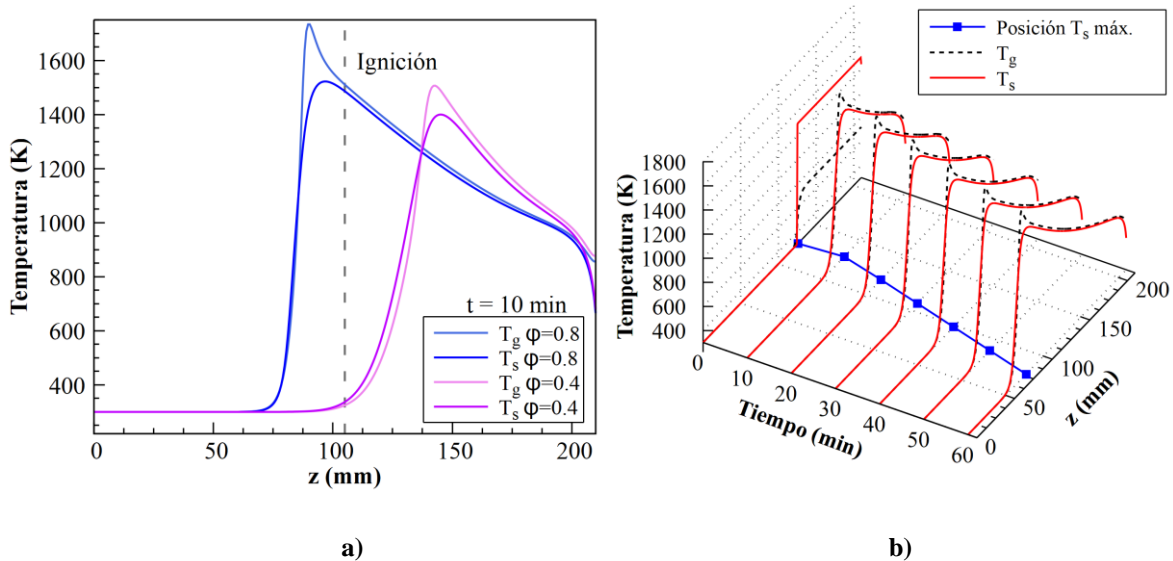 1600
1400
1200
1000
800
600
400
Temperatura (K)
Ignición
t = 10 min
T_g φ=0.8
T_s φ=0.8
T_g φ=0.4
T_s φ=0.4
0
50
100
150
200
z (mm)
a)
Posición T_s máx.
T_g
T_s
1800
1600
1400
1200
1000
800
600
400
Temperatura (K)
0
10
20
30
40
50
60
Tiempo (min)
0
50
100
150
200
z (mm)
b)